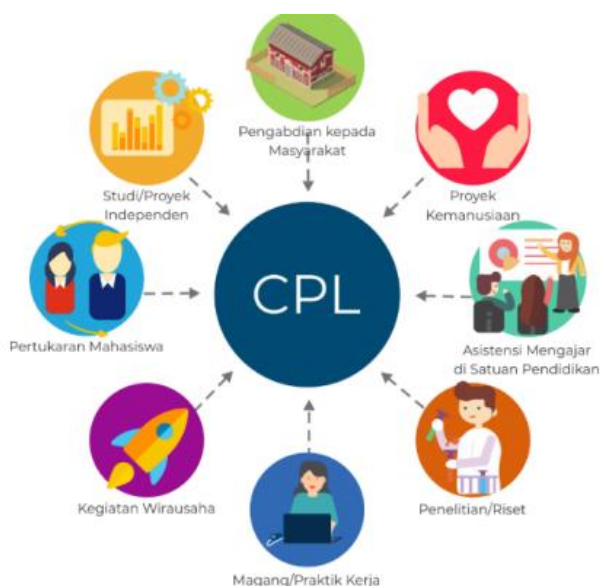 Pengabdian kepada
Masyarakat
Studi/Proyek
Independen
Proyek
Kemanusiaan
CPL
Pertukaran Mahasiswa
Asistensi Mengajar
di Satuan Pendidikan
Kegiatan Wirausaha
Penelitian/Riset
Magang/Praktik Kerja